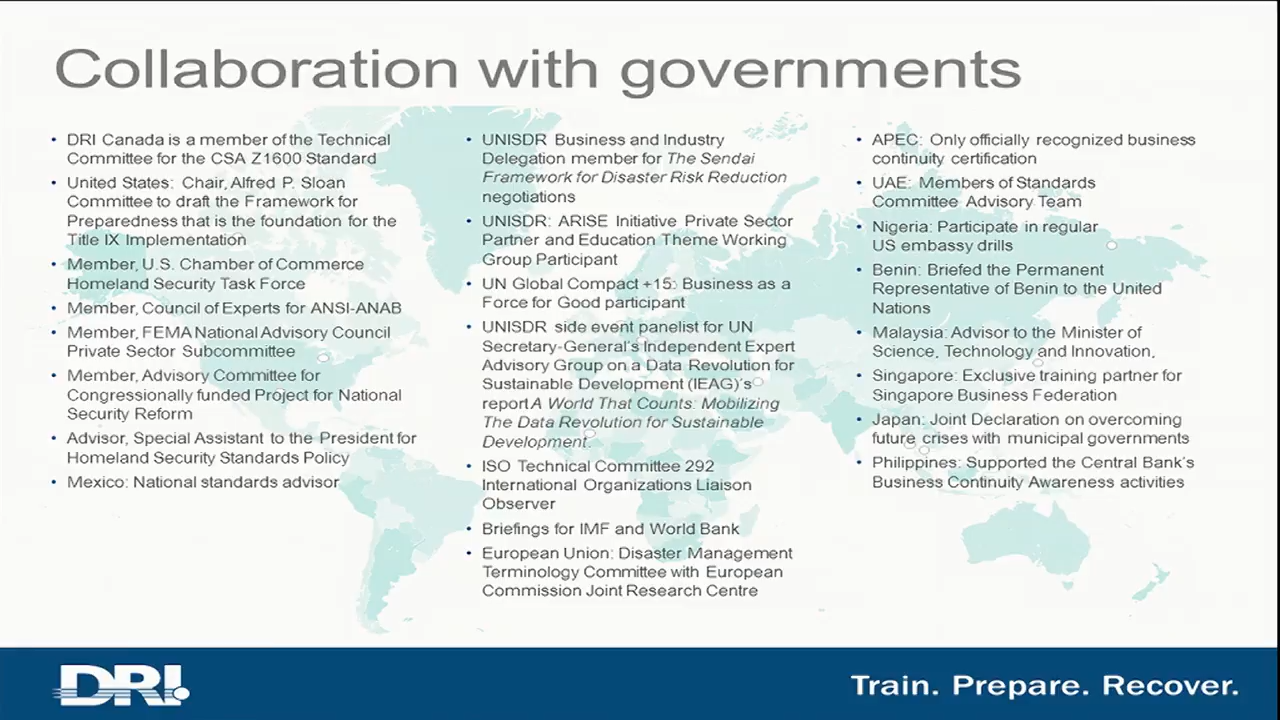 Collaboration with governments
• DRI Canada is a member of the Technical
Committee for the CSA Z1600 Standard
• United States: Chair, Alfred P. Sloan
Committee to draft the Framework for
Preparedness that is the foundation for the
Title IX Implementation
• Member, U.S. Chamber of Commerce
Homeland Security Task Force
• Member, Council of Experts for ANSI-ANAB
• Member, FEMA National Advisory Council
Private Sector Subcommittee
• Member, Advisory Committee for
Congressionally funded Project for National
Security Reform
• Advisor, Special Assistant to the President for
Homeland Security Standards Policy
• Mexico: National standards advisor
• UNISDR Business and Industry
Delegation member for The Sendai
Framework for Disaster Risk Reduction
negotiations
• UNISDR: ARISE Initiative Private Sector
Partner and Education Theme Working
Group Participant
• UN Global Compact +15: Business as a
Force for Good participant
• UNISDR side event panelist for UN
Secretary-General's Independent Expert
Advisory Group on a Data Revolution for
Sustainable Development (IEAG)'s
report A World That Counts: Mobilizing
The Data Revolution for Sustainable
Development.
• ISO Technical Committee 292
International Organizations Liaison
Observer
• Briefings for IMF and World Bank
• European Union: Disaster Management
Terminology Committee with European
Commission Joint Research Centre
• APEC: Only officially recognized business
continuity certification
• UAE: Members of Standards
Committee Advisory Team
• Nigeria: Participate in regular
US embassy drills
• Benin: Briefed the Permanent
Representative of Benin to the United
Nations
• Malaysia: Advisor to the Minister of
Science, Technology and Innovation,
• Singapore: Exclusive training partner for
Singapore Business Federation
• Japan: Joint Declaration on overcoming
future crises with municipal governments
• Philippines: Supported the Central Bank's
Business Continuity Awareness activities
DRI
Train. Prepare. Recover.